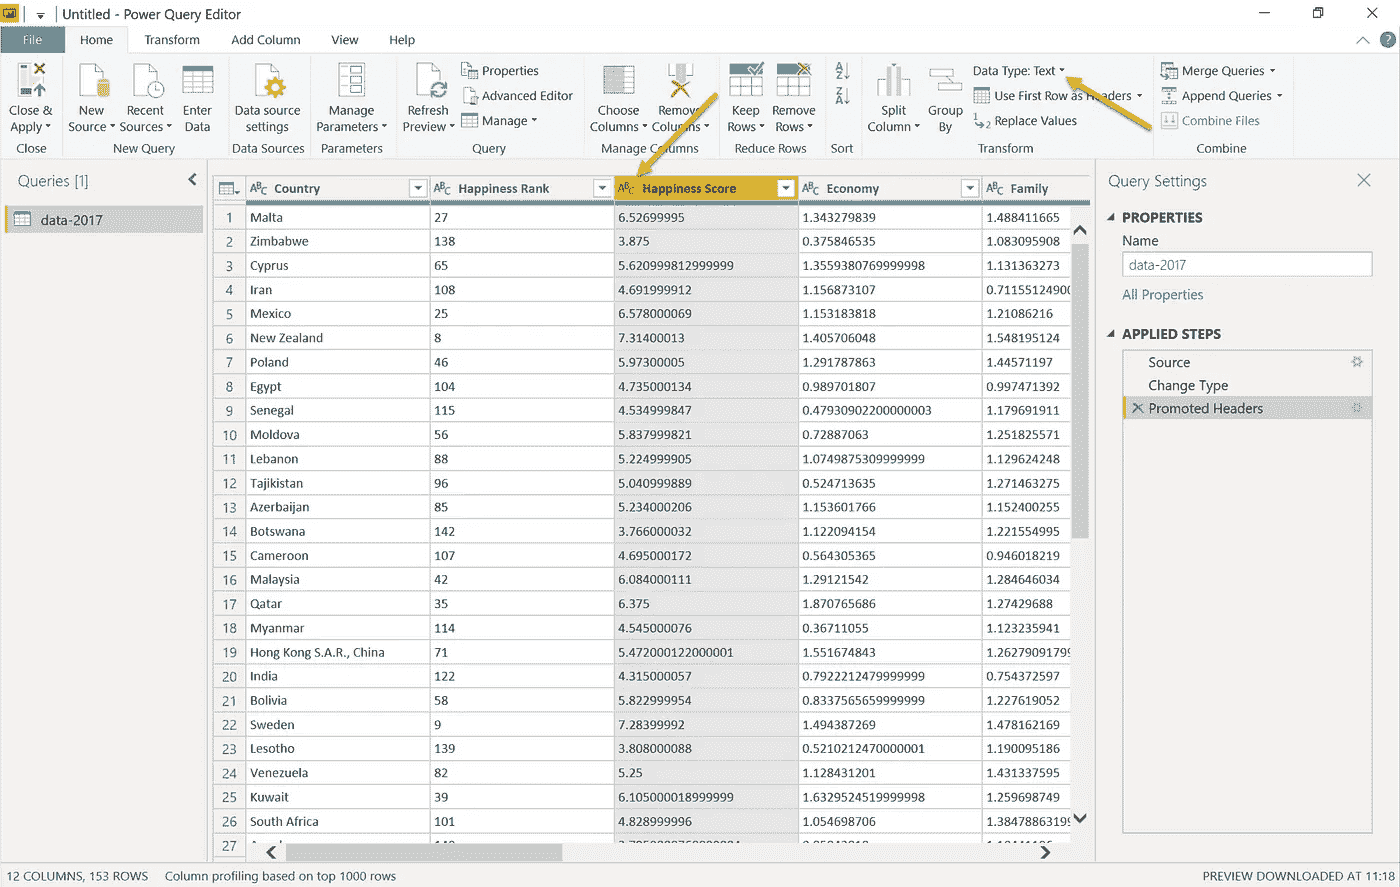 Untitled - Power Query Editor
File Home Transform Add Column View Help
Close & Apply
Close
New Source Recent Sources Enter Data
New Query
Data source settings
Data Sources
Manage Parameters
Parameters
Refresh Preview Properties Advanced Editor Manage
Query
Choose Columns Remove Columns
Manage Columns
Keep Rows Remove Rows
Reduce Rows
Sort
Split Column Group By Data Type: Text Use First Row as Headers Replace Values
Transform
Merge Queries Append Queries Combine Files
Combine
Queries [1]
data-2017
Country Happiness Rank Happiness Score Economy Family
1 Malta 27 6.52699995 1.343279839 1.488411665
2 Zimbabwe 138 3.875 0.375846535 1.083095908
3 Cyprus 65 5.620999812999999 1.3559380769999998 1.131363273
4 Iran 108 4.691999912 1.156873107 0.7115512490
5 Mexico 25 6.578000069 1.153183818 1.21086216
6 New Zealand 8 7.31400013 1.405706048 1.548195124
7 Poland 46 5.97300005 1.291787863 1.44571197
8 Egypt 104 4.735000134 0.989701807 0.997471392
9 Senegal 115 4.534999847 0.47930902200000003 1.179691911
10 Moldova 56 5.837999821 0.72887063 1.251825571
11 Lebanon 88 5.224999905 1.0749875309999999 1.129624248
12 Tajikistan 96 5.040999889 0.524713635 1.271463275
13 Azerbaijan 85 5.234000206 1.153601766 1.152400255
14 Botswana 142 3.766000032 1.122094154 1.221554995
15 Cameroon 107 4.695000172 0.564305365 0.946018219
16 Malaysia 42 6.084000111 1.29121542 1.284646034
17 Qatar 35 6.375 1.870765686 1.27429688
18 Myanmar 114 4.545000076 0.36711055 1.123235941
19 Hong Kong S.A.R., China 71 5.472000122000001 1.551674843 1.262790917
20 India 122 4.315000057 0.7922212479999999 0.754372597
21 Bolivia 58 5.822999954 0.8337565659999999 1.227619052
22 Sweden 9 7.28399992 1.494387269 1.478162169
23 Lesotho 139 3.808000088 0.5210212470000001 1.190095186
24 Venezuela 82 5.25 1.128431201 1.431337595
25 Kuwait 39 6.105000018999999 1.6329524519999998 1.259698749
26 South Africa 101 4.828999996 1.054698706 1.384788631
27
Query Settings
PROPERTIES
Name
data-2017
All Properties
APPLIED STEPS
Source
Change Type
Promoted Headers
12 COLUMNS, 153 ROWS Column profiling based on top 1000 rows PREVIEW DOWNLOADED AT 11:18